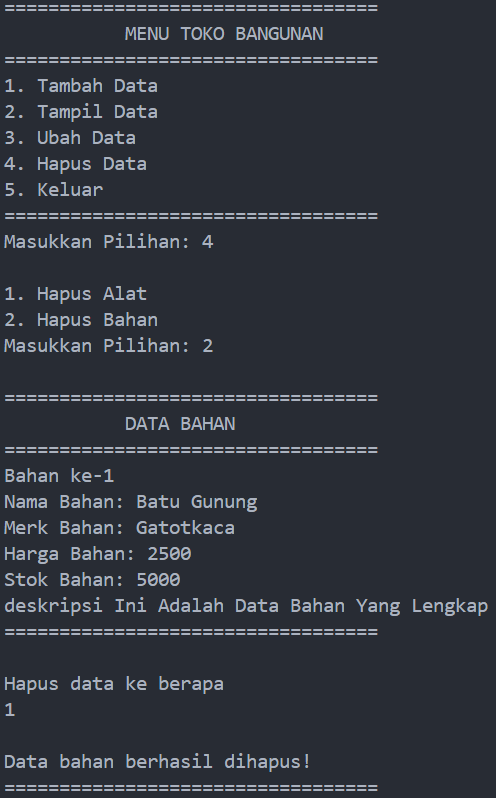 ==================================
MENU TOKO BANGUNAN
==================================
1. Tambah Data
2. Tampil Data
3. Ubah Data
4. Hapus Data
5. Keluar
==================================
Masukkan Pilihan: 4
1. Hapus Alat
2. Hapus Bahan
Masukkan Pilihan: 2
==================================
DATA BAHAN
==================================
Bahan ke-1
Nama Bahan: Batu Gunung
Merk Bahan: Gatotkaca
Harga Bahan: 2500
Stok Bahan: 5000
deskripsi Ini Adalah Data Bahan Yang Lengkap
==================================
Hapus data ke berapa
1
Data bahan berhasil dihapus!
==================================